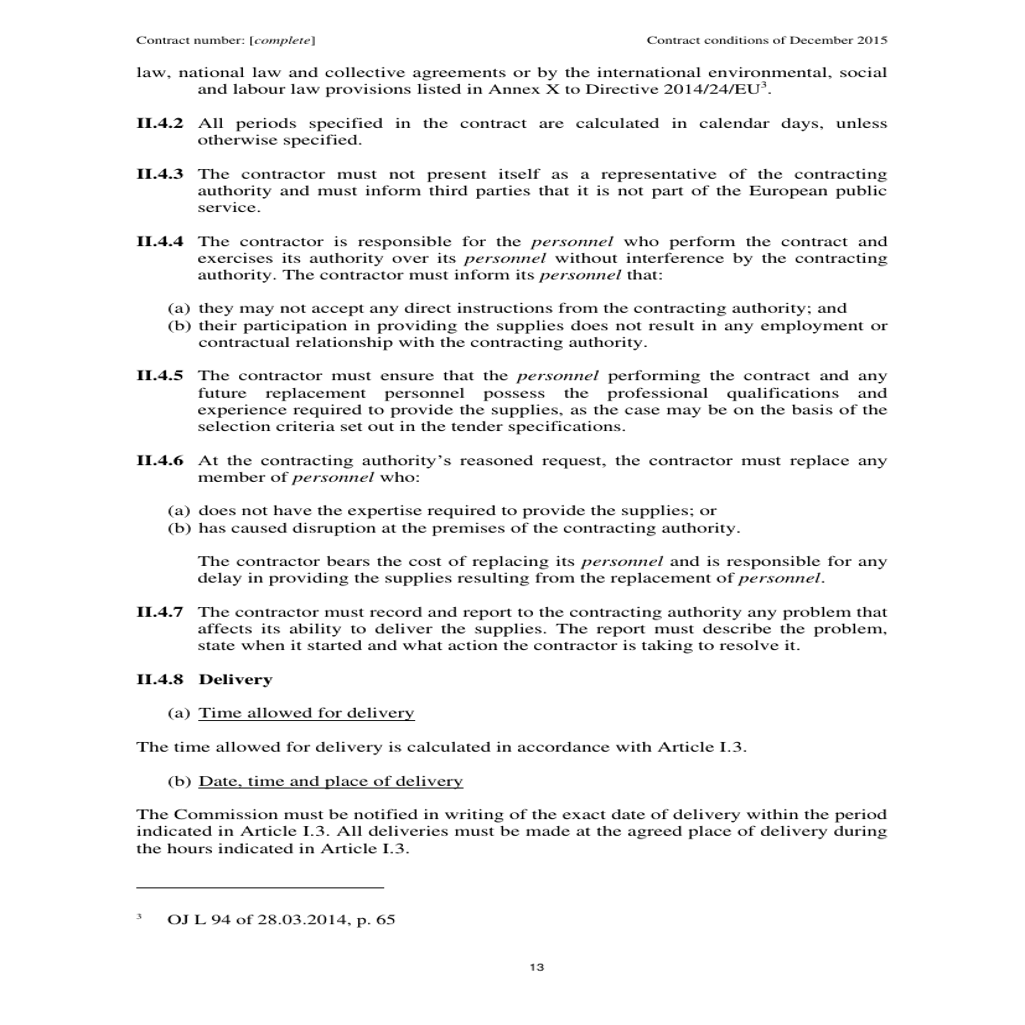 Contract number: [complete] Contract conditions of December 2015
law, national law and collective agreements or by the international environmental, social
and labour law provisions listed in Annex X to Directive 2014/24/EU³.
II.4.2 All periods specified in the contract are calculated in calendar days, unless
otherwise specified.
II.4.3 The contractor must not present itself as a representative of the contracting
authority and must inform third parties that it is not part of the European public
service.
II.4.4 The contractor is responsible for the personnel who perform the contract and
exercises its authority over its personnel without interference by the contracting
authority. The contractor must inform its personnel that:
(a) they may not accept any direct instructions from the contracting authority; and
(b) their participation in providing the supplies does not result in any employment or
contractual relationship with the contracting authority.
II.4.5 The contractor must ensure that the personnel performing the contract and any
future replacement personnel possess the professional qualifications and
experience required to provide the supplies, as the case may be on the basis of the
selection criteria set out in the tender specifications.
II.4.6 At the contracting authority’s reasoned request, the contractor must replace any
member of personnel who:
(a) does not have the expertise required to provide the supplies; or
(b) has caused disruption at the premises of the contracting authority.
The contractor bears the cost of replacing its personnel and is responsible for any
delay in providing the supplies resulting from the replacement of personnel.
II.4.7 The contractor must record and report to the contracting authority any problem that
affects its ability to deliver the supplies. The report must describe the problem,
state when it started and what action the contractor is taking to resolve it.
II.4.8 Delivery
(a) Time allowed for delivery
The time allowed for delivery is calculated in accordance with Article I.3.
(b) Date, time and place of delivery
The Commission must be notified in writing of the exact date of delivery within the period
indicated in Article I.3. All deliveries must be made at the agreed place of delivery during
the hours indicated in Article I.3.
³ OJ L 94 of 28.03.2014, p. 65
13